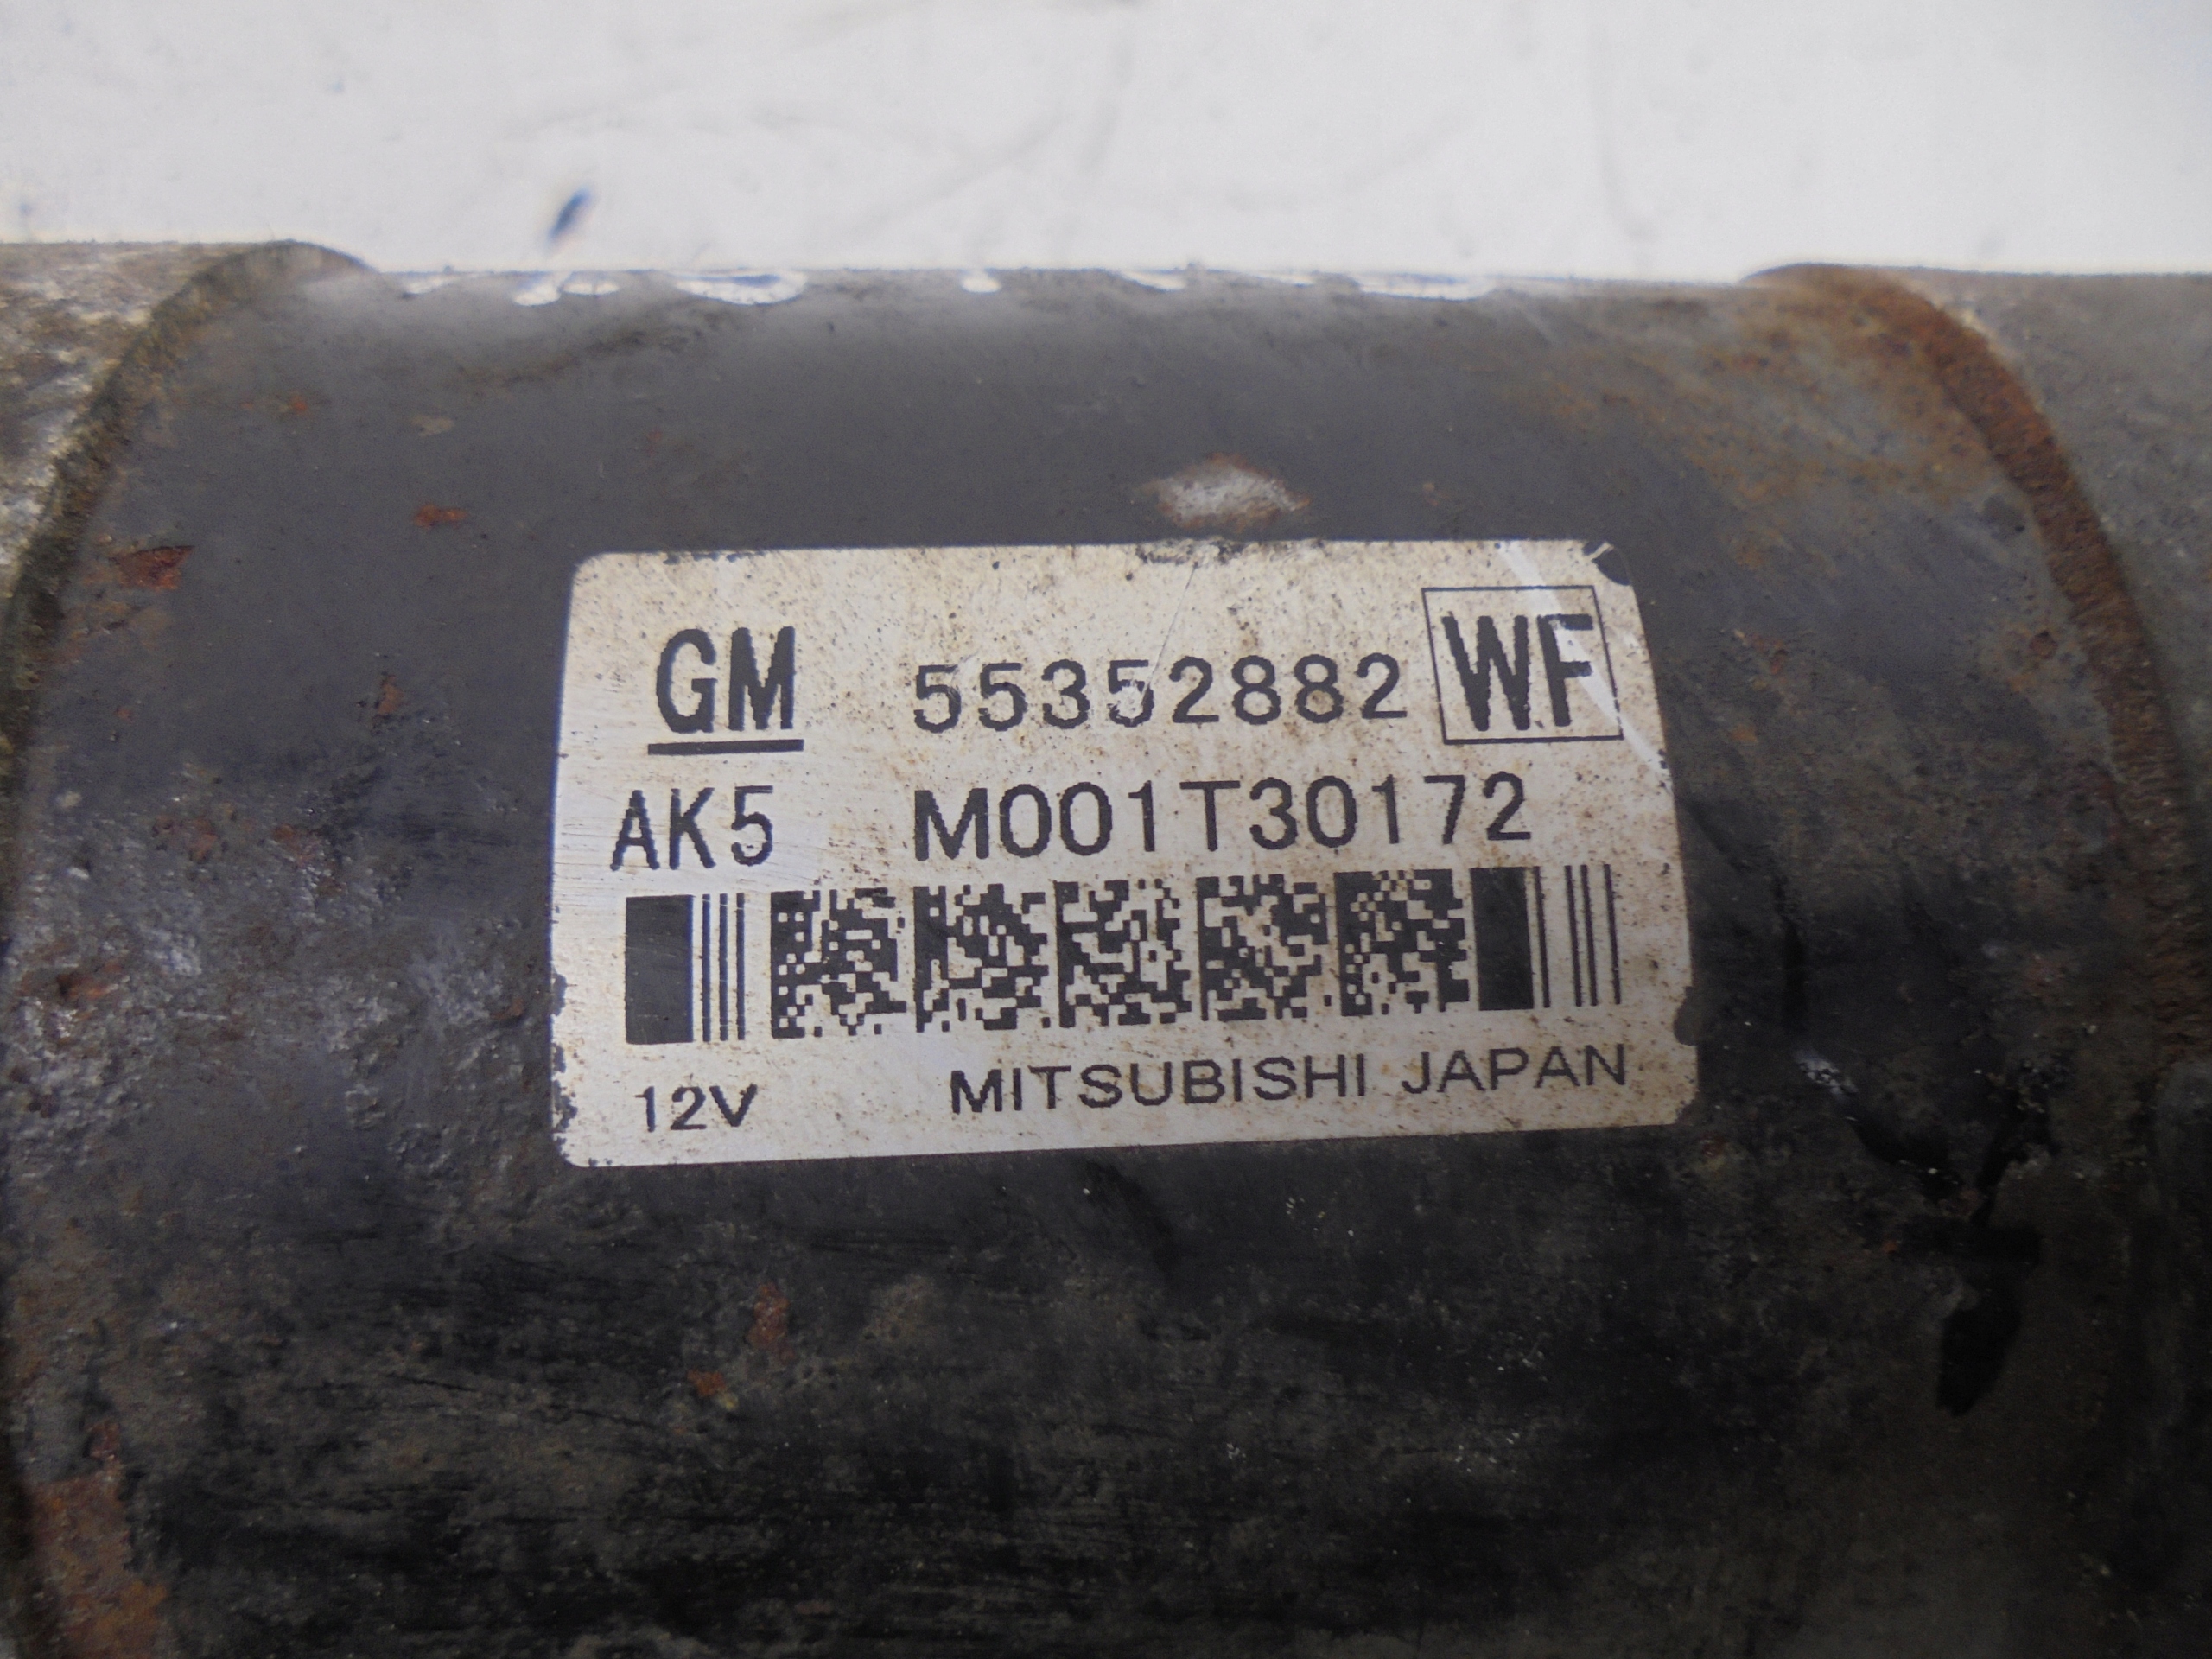 GM 55352882 WF
AK5 M001T30172
12V MITSUBISHI JAPAN